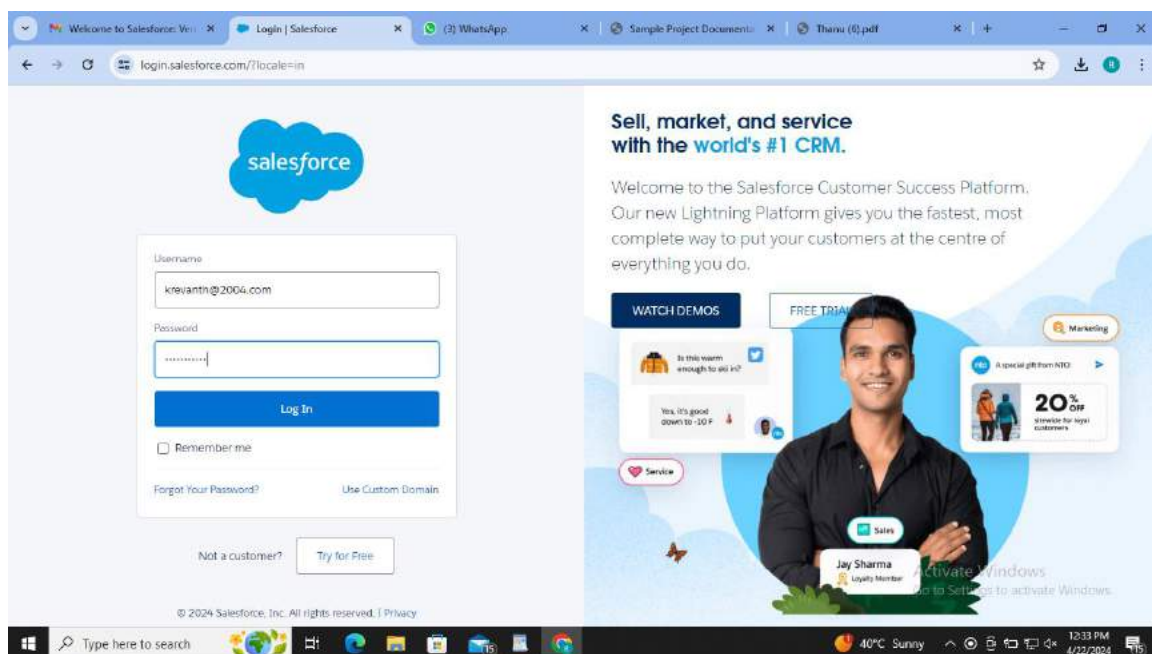 Welcome to Salesforce: Ver
Login | Salesforce
(3) WhatsApp
Sample Project Documenta
Thanu (6).pdf
login.salesforce.com/?locale=in
R
salesforce
Username
krevanth@2004.com
Password
Log In
Remember me
Forgot Your Password?
Use Custom Domain
Not a customer?
Try for Free
© 2024 Salesforce, Inc. All rights reserved. | Privacy
Sell, market, and service
with the world's #1 CRM.
Welcome to the Salesforce Customer Success Platform.
Our new Lightning Platform gives you the fastest, most
complete way to put your customers at the centre of
everything you do.
WATCH DEMOS
FREE TRIAL
Marketing
Is this warm
enough to ski in?
Yes, it's good
down to -10 F
nto
Service
nto
A special gift from NTO!
20% OFF
sitewide for loyal
customers
Sales
Jay Sharma
Loyalty Member
Activate Windows
Go to Settings to activate Windows.
Type here to search
40°C Sunny
12:33 PM
4/22/2024